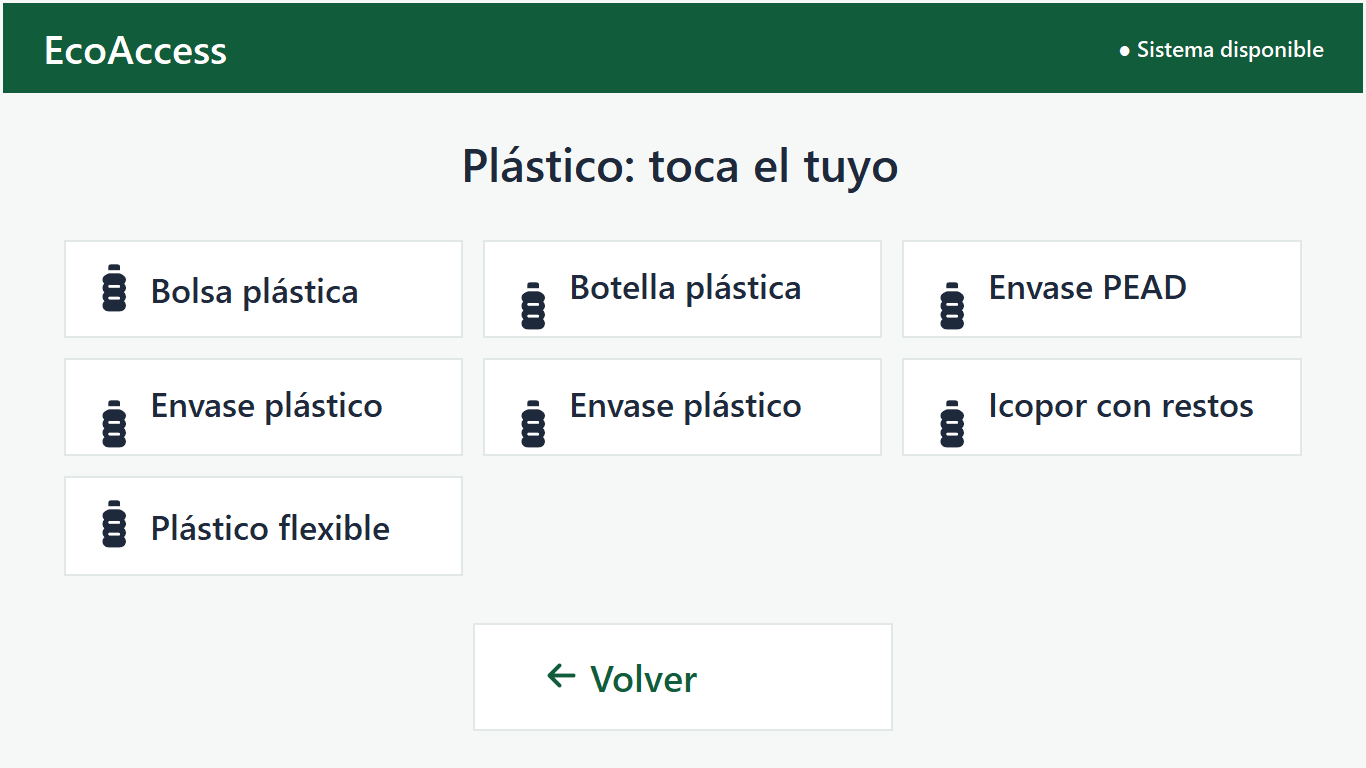 EcoAccess
● Sistema disponible
Plástico: toca el tuyo
Bolsa plástica
Botella plástica
Envase PEAD
Envase plástico
Envase plástico
Icopor con restos
Plástico flexible
← Volver